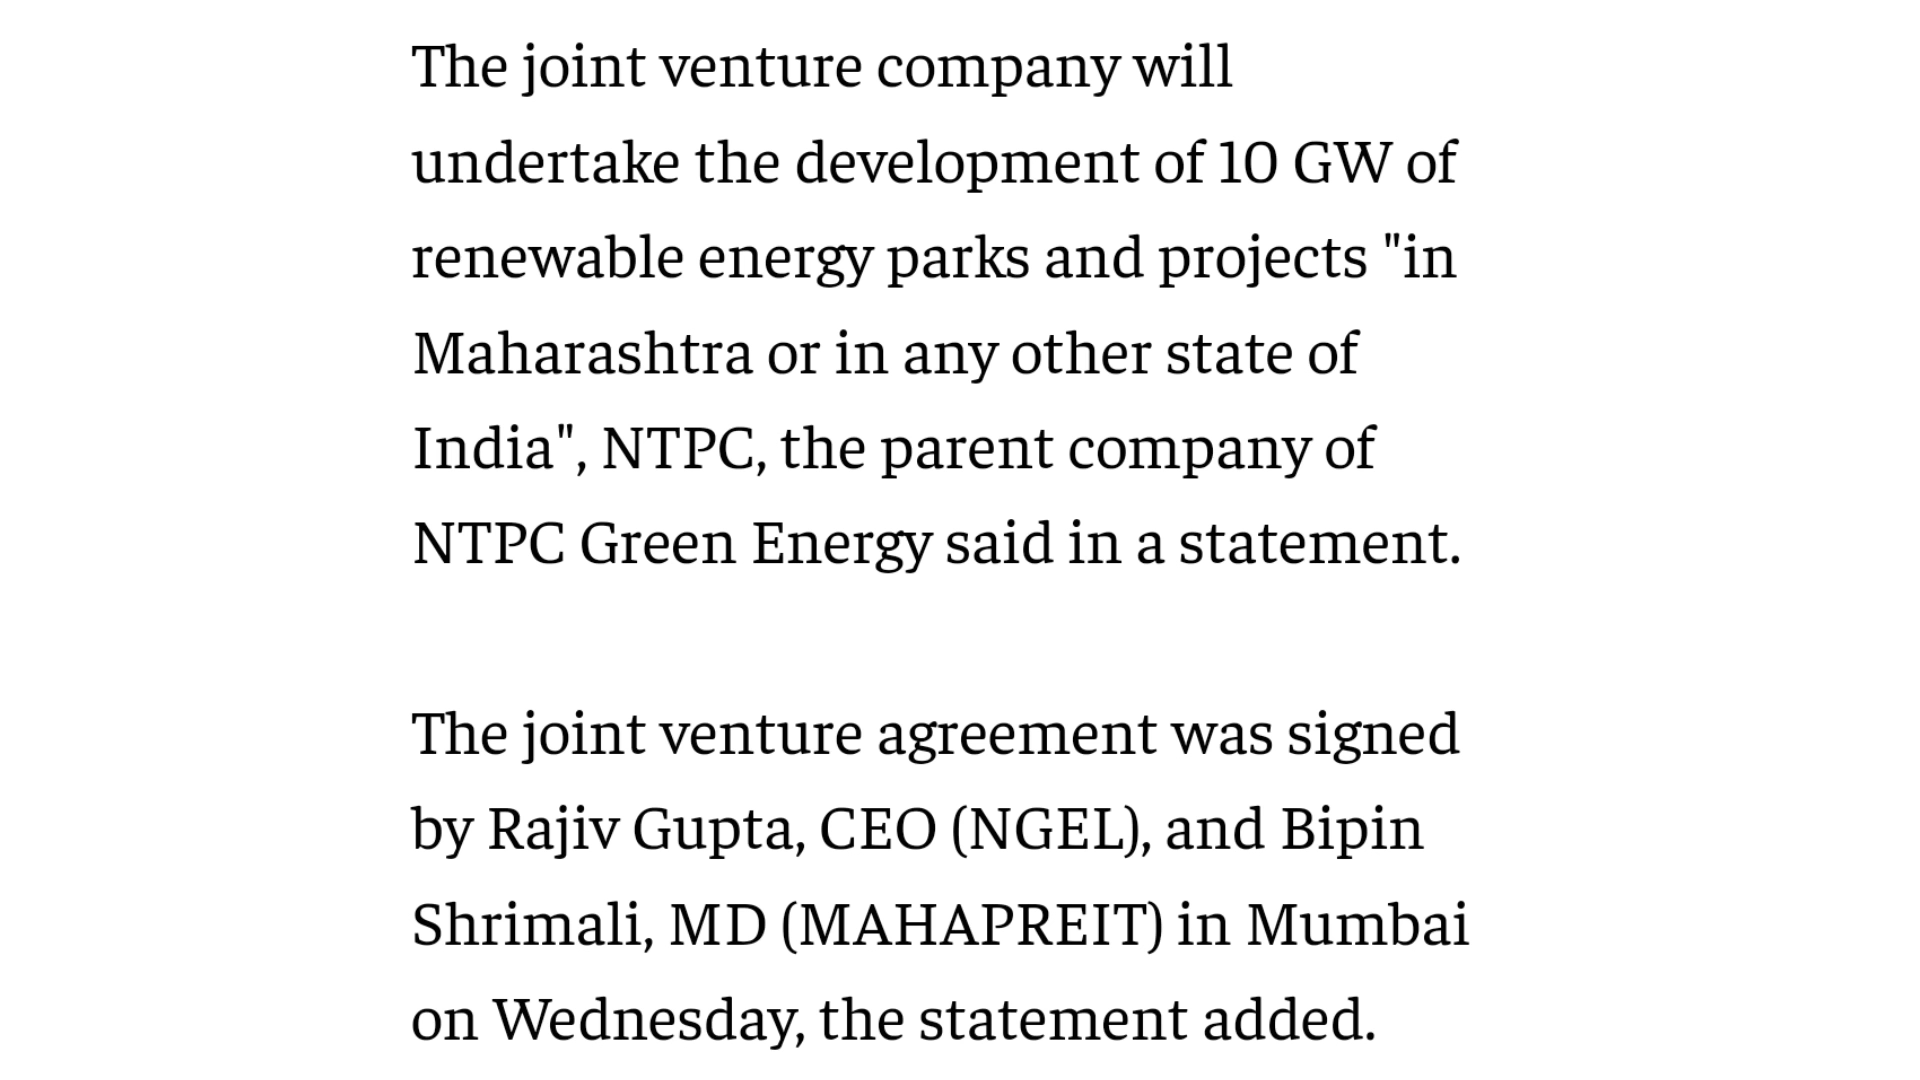 The joint venture company will
undertake the development of 10 GW of
renewable energy parks and projects "in
Maharashtra or in any other state of
India", NTPC, the parent company of
NTPC Green Energy said in a statement.
The joint venture agreement was signed
by Rajiv Gupta, CEO (NGEL), and Bipin
Shrimali, MD (MAHAPREIT) in Mumbai
on Wednesday, the statement added.